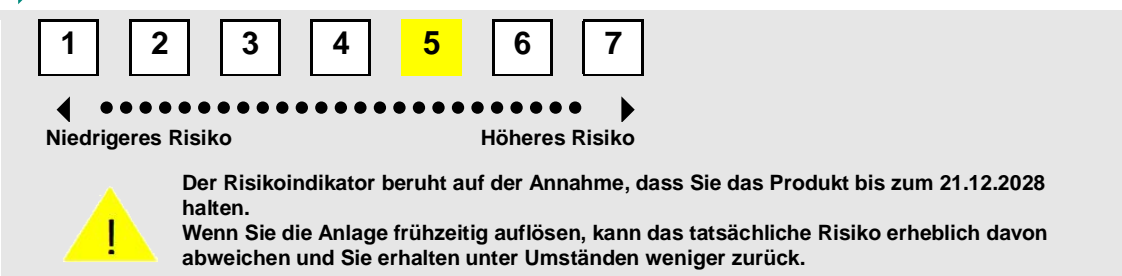 1 2 3 4 5 6 7
Niedrigeres Risiko Höheres Risiko
Der Risikoindikator beruht auf der Annahme, dass Sie das Produkt bis zum 21.12.2028
halten.
Wenn Sie die Anlage frühzeitig auflösen, kann das tatsächliche Risiko erheblich davon
abweichen und Sie erhalten unter Umständen weniger zurück.
!